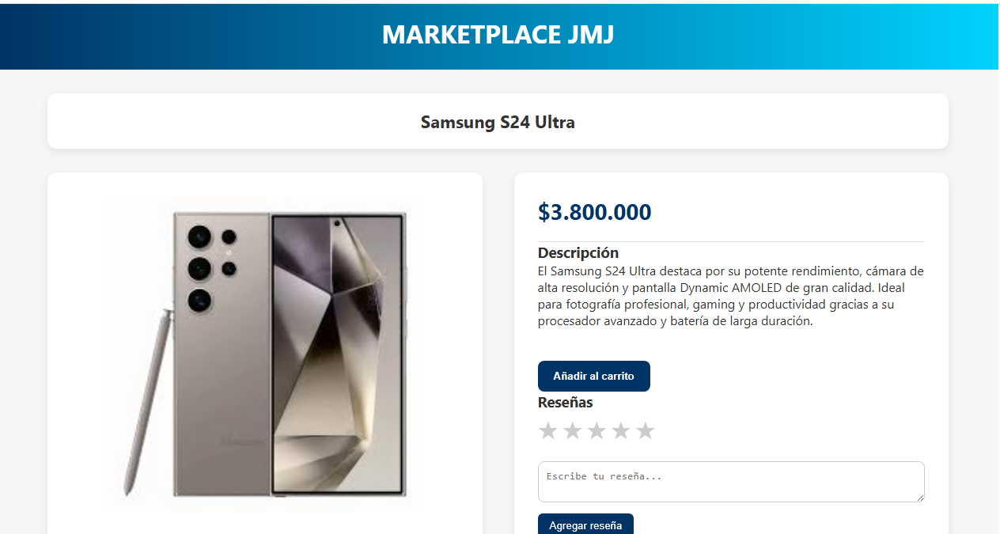 MARKETPLACE JMJ
Samsung S24 Ultra
$3.800.000
Descripción
El Samsung S24 Ultra destaca por su potente rendimiento, cámara de
alta resolución y pantalla Dynamic AMOLED de gran calidad. Ideal
para fotografía profesional, gaming y productividad gracias a su
procesador avanzado y batería de larga duración.
Añadir al carrito
Reseñas
Escribe tu reseña...
Agregar reseña